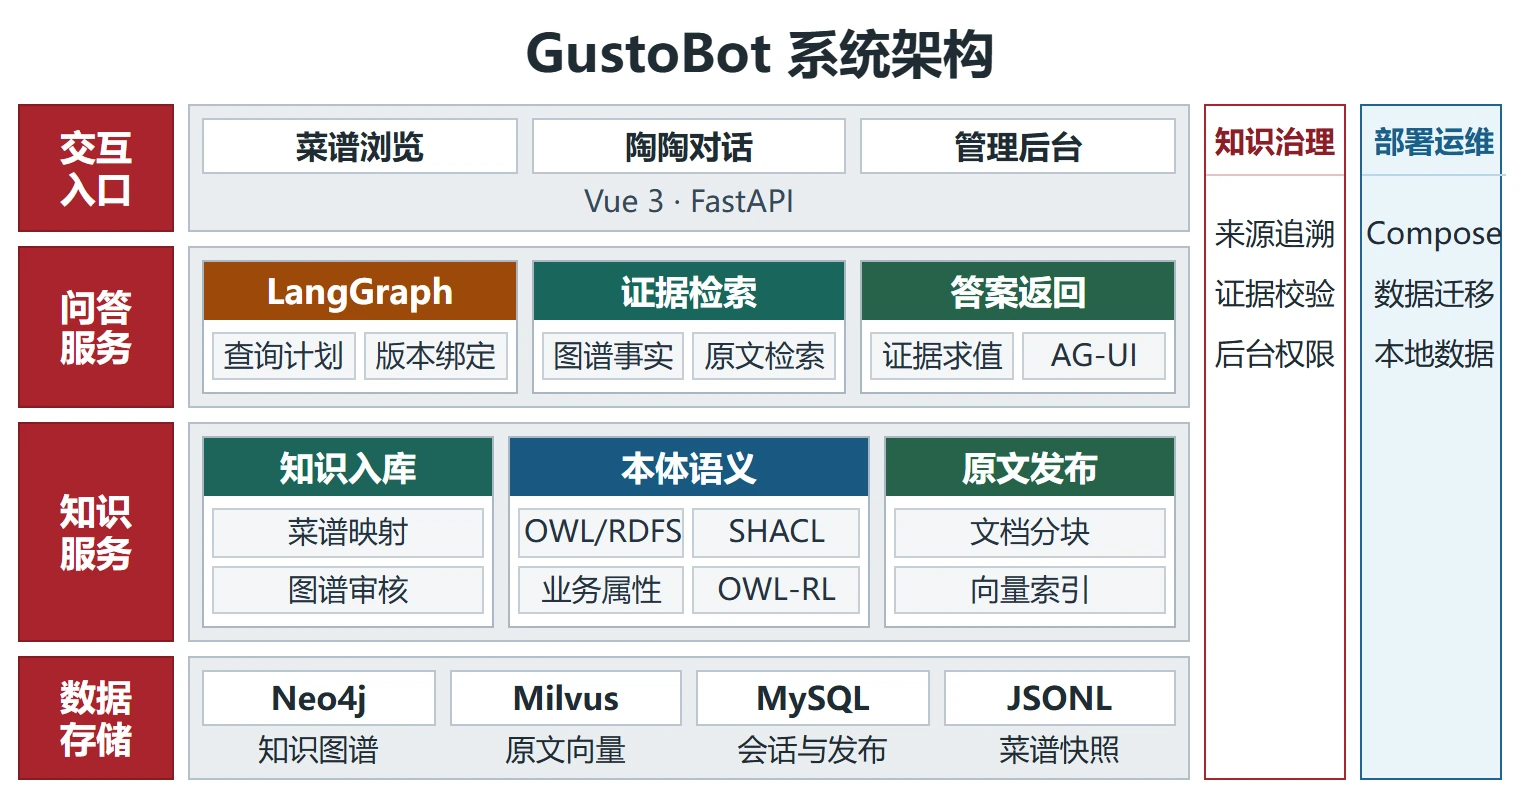 GustoBot 系统架构
交互
入口
菜谱浏览
陶陶对话
管理后台
Vue 3 · FastAPI
问答
服务
LangGraph
查询计划
版本绑定
证据检索
图谱事实
原文检索
答案返回
证据求值
AG-UI
知识
服务
知识入库
菜谱映射
图谱审核
本体语义
OWL/RDFS
SHACL
业务属性
OWL-RL
原文发布
文档分块
向量索引
数据
存储
Neo4j
知识图谱
Milvus
原文向量
MySQL
会话与发布
JSONL
菜谱快照
知识治理
来源追溯
证据校验
后台权限
部署运维
Compose
数据迁移
本地数据